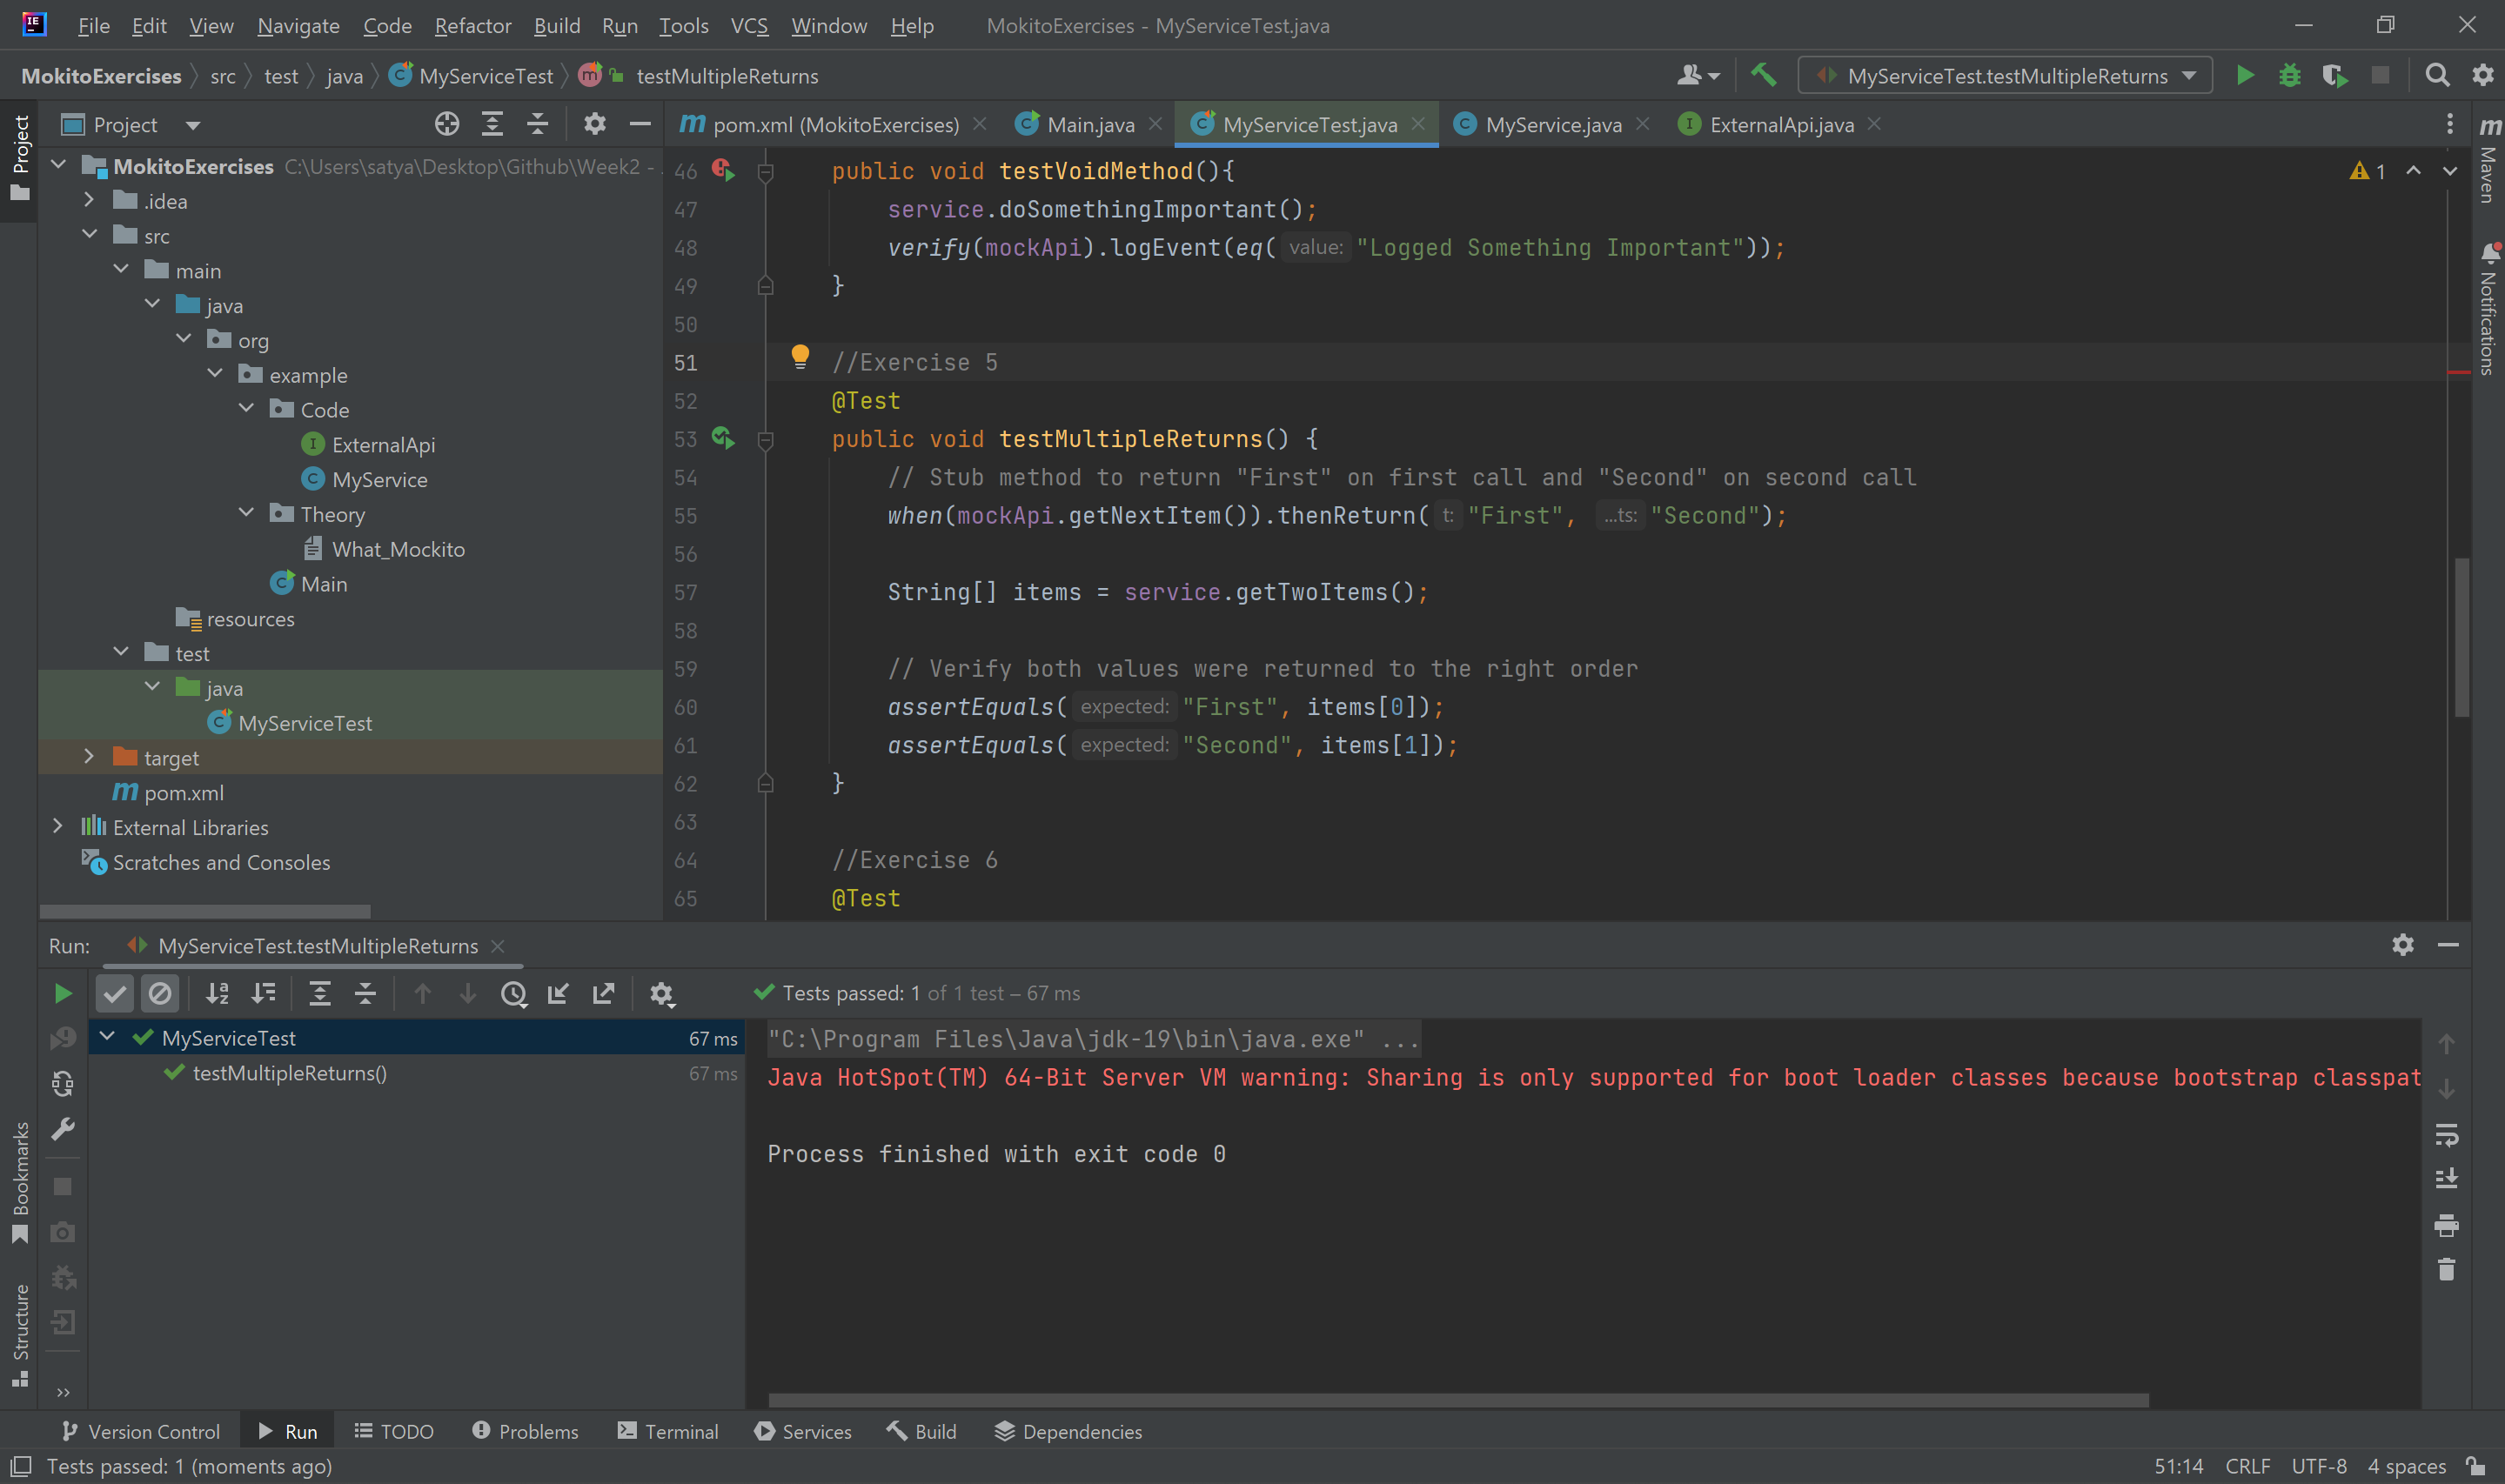 File Edit View Navigate Code Refactor Build Run Tools VCS Window Help MokitoExercises - MyServiceTest.java
MokitoExercises src test java MyServiceTest testMultipleReturns MyServiceTest.testMultipleReturns
Project
pom.xml (MokitoExercises) Main.java MyServiceTest.java MyService.java ExternalApi.java
Project
MokitoExercises C:\Users\satya\Desktop\Github\Week2 -
.idea
src
main
java
org
example
Code
ExternalApi
MyService
Theory
What_Mockito
Main
resources
test
java
MyServiceTest
target
pom.xml
External Libraries
Scratches and Consoles
46 public void testVoidMethod(){
47 service.doSomethingImportant();
48 verify(mockApi).logEvent(eq( value: "Logged Something Important"));
49 }
50
51 //Exercise 5
52 @Test
53 public void testMultipleReturns() {
54 // Stub method to return "First" on first call and "Second" on second call
55 when(mockApi.getNextItem()).thenReturn( t: "First", ...ts: "Second");
56
57 String[] items = service.getTwoItems();
58
59 // Verify both values were returned to the right order
60 assertEquals( expected: "First", items[0]);
61 assertEquals( expected: "Second", items[1]);
62 }
63
64 //Exercise 6
65 @Test
1
Maven
Notifications
Run: MyServiceTest.testMultipleReturns
Tests passed: 1 of 1 test – 67 ms
MyServiceTest 67 ms
testMultipleReturns() 67 ms
"C:\Program Files\Java\jdk-19\bin\java.exe" ...
Java HotSpot(TM) 64-Bit Server VM warning: Sharing is only supported for boot loader classes because bootstrap classpat
Process finished with exit code 0
Bookmarks
Structure
Version Control Run TODO Problems Terminal Services Build Dependencies
Tests passed: 1 (moments ago) 51:14 CRLF UTF-8 4 spaces